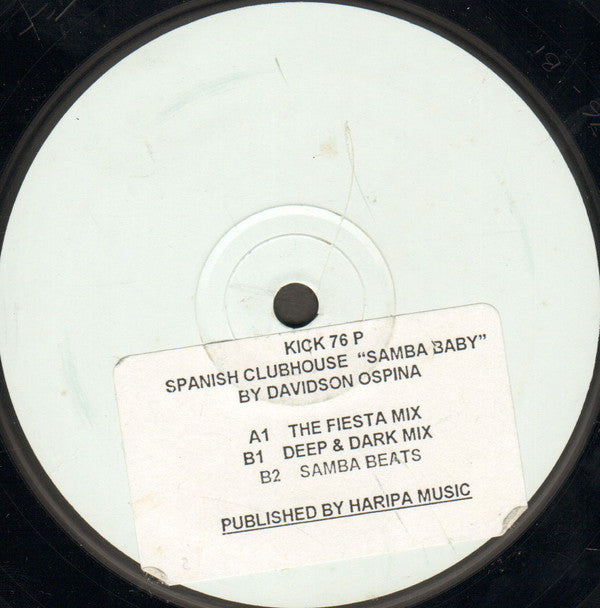 KICK 76 P
SPANISH CLUBHOUSE "SAMBA BABY"
BY DAVIDSON OSPINA
A1 THE FIESTA MIX
B1 DEEP & DARK MIX
B2 SAMBA BEATS
PUBLISHED BY HARIPA MUSIC